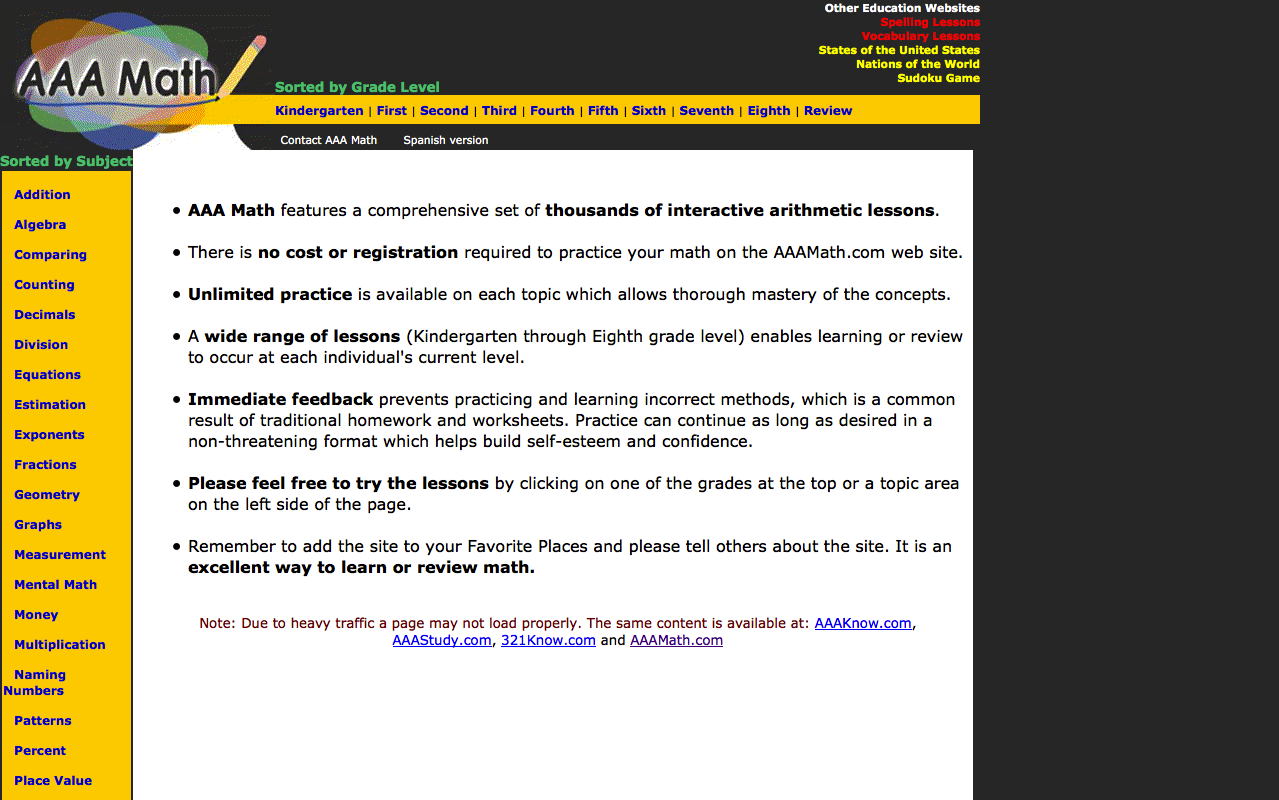 AAA Math
Other Education Websites
Spelling Lessons
Vocabulary Lessons
States of the United States
Nations of the World
Sudoku Game
Sorted by Grade Level
Kindergarten | First | Second | Third | Fourth | Fifth | Sixth | Seventh | Eighth | Review
Contact AAA Math Spanish version
Sorted by Subject
Addition
Algebra
Comparing
Counting
Decimals
Division
Equations
Estimation
Exponents
Fractions
Geometry
Graphs
Measurement
Mental Math
Money
Multiplication
Naming
Numbers
Patterns
Percent
Place Value
• AAA Math features a comprehensive set of thousands of interactive arithmetic lessons.
• There is no cost or registration required to practice your math on the AAAMath.com web site.
• Unlimited practice is available on each topic which allows thorough mastery of the concepts.
• A wide range of lessons (Kindergarten through Eighth grade level) enables learning or review
to occur at each individual's current level.
• Immediate feedback prevents practicing and learning incorrect methods, which is a common
result of traditional homework and worksheets. Practice can continue as long as desired in a
non-threatening format which helps build self-esteem and confidence.
• Please feel free to try the lessons by clicking on one of the grades at the top or a topic area
on the left side of the page.
• Remember to add the site to your Favorite Places and please tell others about the site. It is an
excellent way to learn or review math.
Note: Due to heavy traffic a page may not load properly. The same content is available at: AAAKnow.com,
AAAStudy.com, 321Know.com and AAAMath.com